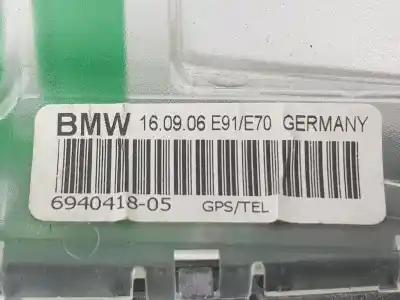 BMW 16.09.06 E91/E70 GERMANY
6940418-05 GPS/TEL